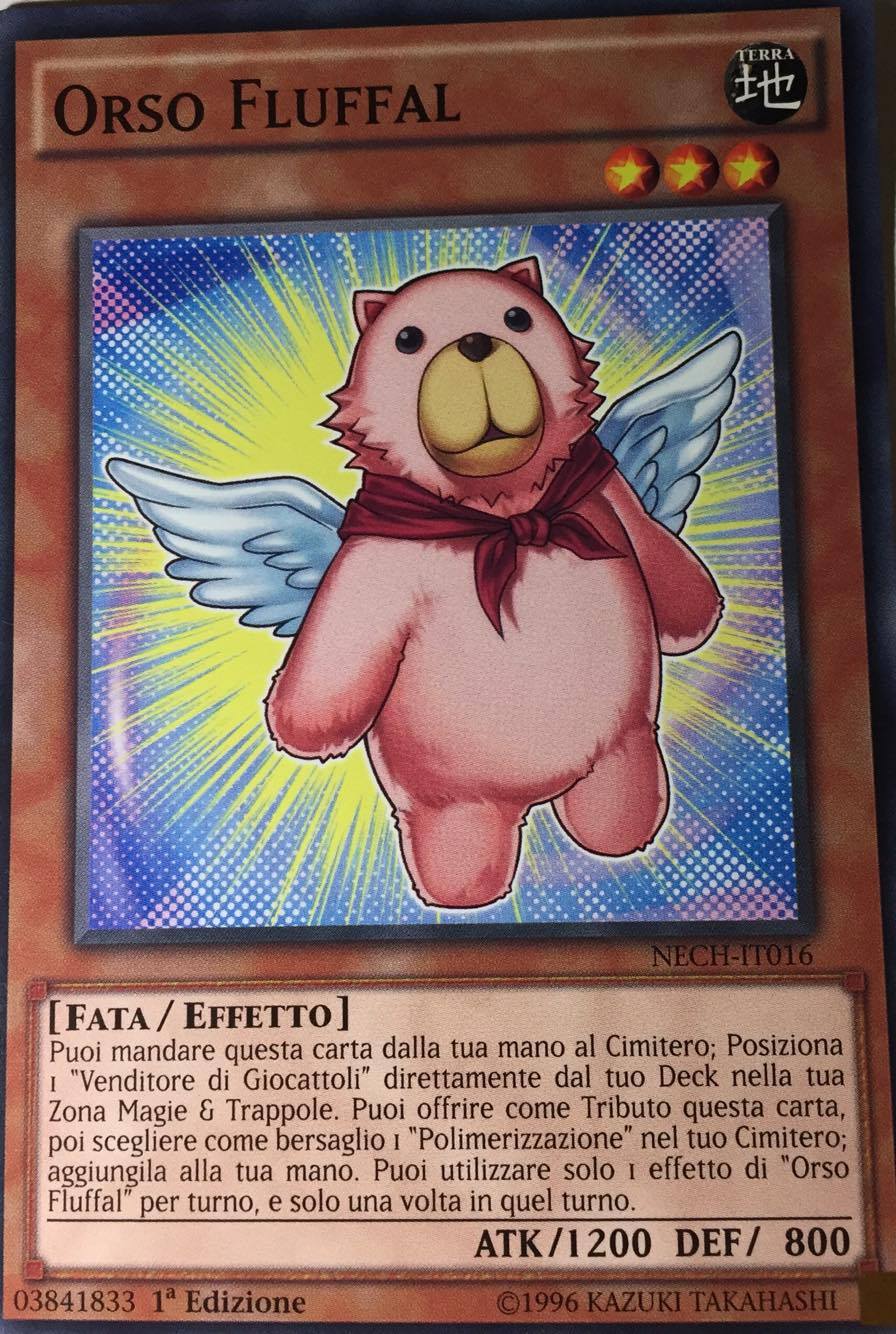 Orso Fluffal
TERRA
地
NECH-IT016
[Fata / Effetto]
Puoi mandare questa carta dalla tua mano al Cimitero; Posiziona
1 "Venditore di Giocattoli" direttamente dal tuo Deck nella tua
Zona Magie & Trappole. Puoi offrire come Tributo questa carta,
poi scegliere come bersaglio 1 "Polimerizzazione" nel tuo Cimitero;
aggiungila alla tua mano. Puoi utilizzare solo 1 effetto di "Orso
Fluffal" per turno, e solo una volta in quel turno.
ATK/1200 DEF/ 800
03841833 1ª Edizione ©1996 KAZUKI TAKAHASHI